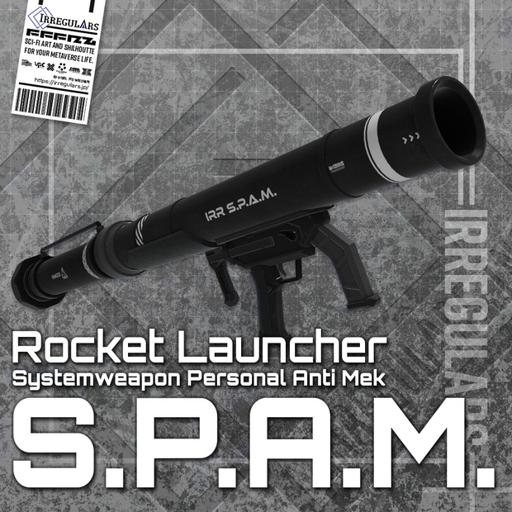 IRREGULARS
SCI-FI ART AND SHILHOUTTE
FOR YOUR METAVERSE LIFE.
https://irregulars.jp/
IRR S.P.A.M.
IRREGULARS
Rocket Launcher
Systemweapon Personal Anti Mek
S.P.A.M.